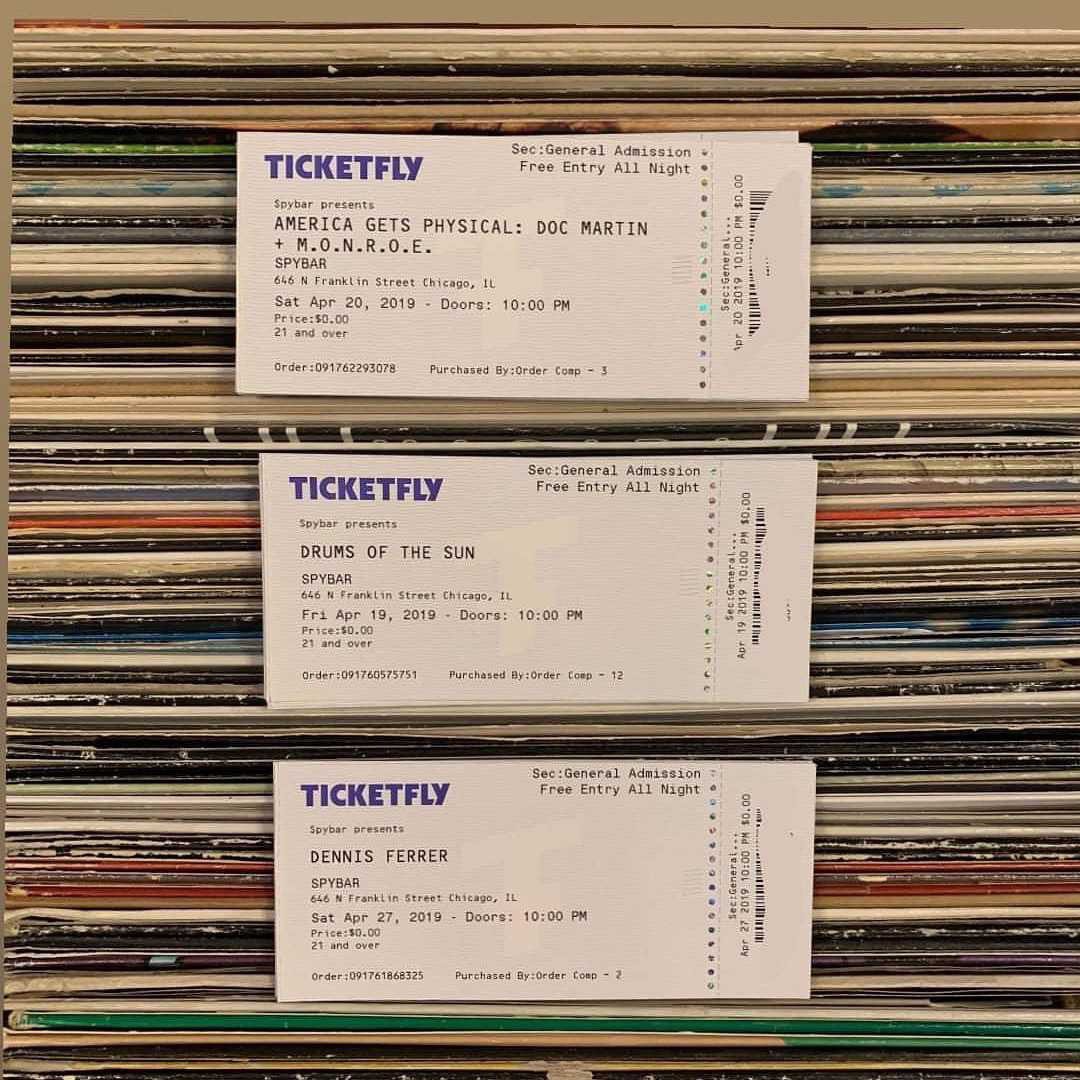 TICKETFLY
Sec:General Admission
Free Entry All Night
Spybar presents
AMERICA GETS PHYSICAL: DOC MARTIN
+ M.O.N.R.O.E.
SPYBAR
646 N Franklin Street Chicago, IL
Sat Apr 20, 2019 - Doors: 10:00 PM
Price:$0.00
21 and over
Order:091762293078 Purchased By:Order Comp - 3
Sec:General...
Apr 20 2019 10:00 PM $0.00
TICKETFLY
Sec:General Admission
Free Entry All Night
Spybar presents
DRUMS OF THE SUN
SPYBAR
646 N Franklin Street Chicago, IL
Fri Apr 19, 2019 - Doors: 10:00 PM
Price:$0.00
21 and over
Order:091760575751 Purchased By:Order Comp - 12
Sec:General...
Apr 19 2019 10:00 PM $0.00
TICKETFLY
Sec:General Admission
Free Entry All Night
Spybar presents
DENNIS FERRER
SPYBAR
646 N Franklin Street Chicago, IL
Sat Apr 27, 2019 - Doors: 10:00 PM
Price:$0.00
21 and over
Order:091761868325 Purchased By:Order Comp - 2
Sec:General...
Apr 27 2019 10:00 PM $0.00